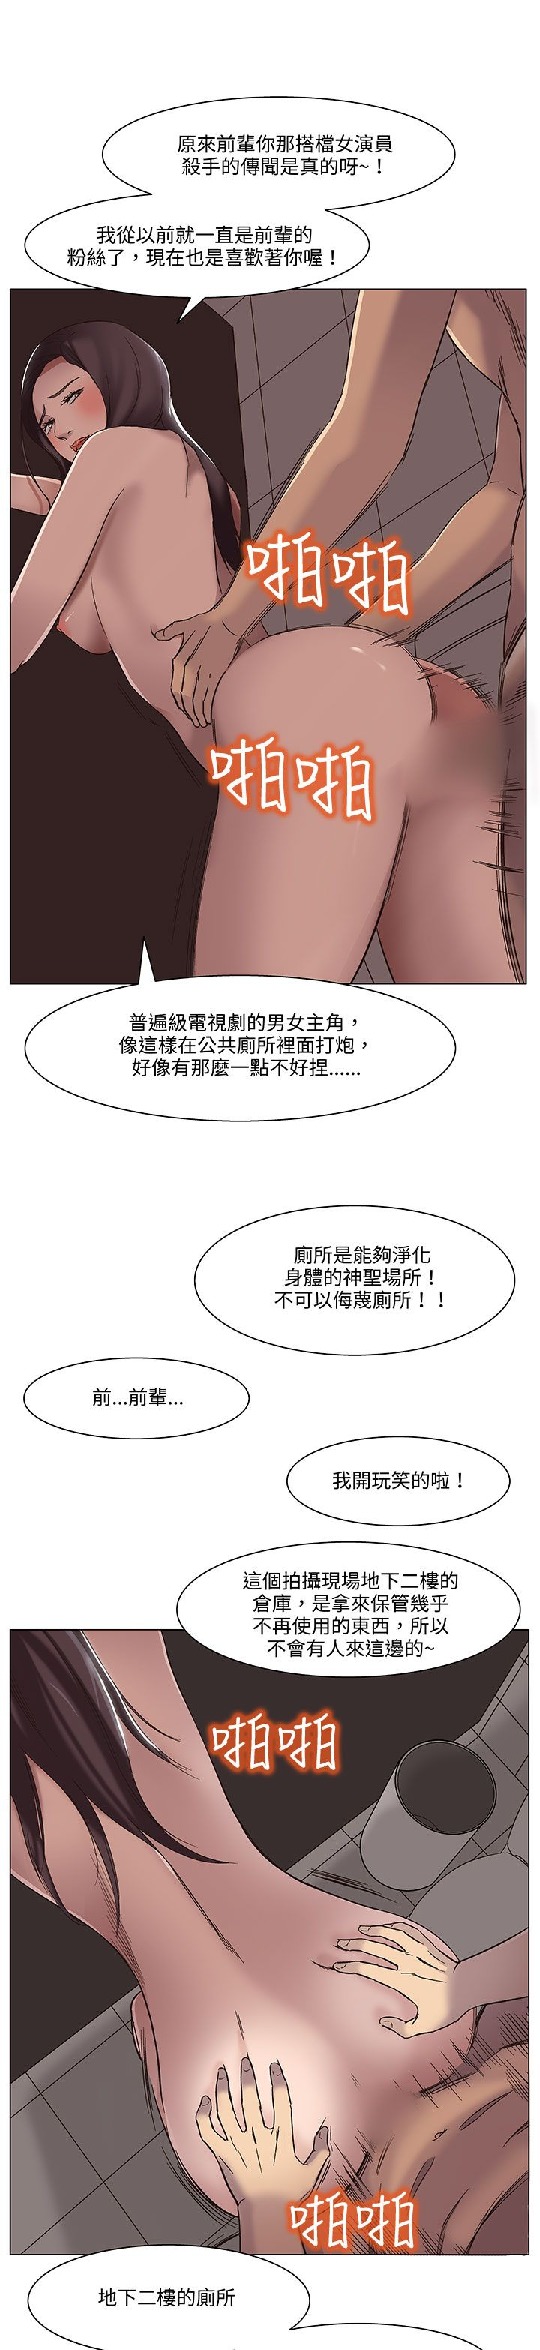 原來前輩你那搭檔女演員
殺手的傳聞是真的呀~！
我從以前就一直是前輩的
粉絲了，現在也是喜歡著你喔！
啪啪
啪啪
普遍級電視劇的男女主角，
像這樣在公共廁所裡面打炮，
好像有那麼一點不好捏......
廁所是能夠淨化
身體的神聖場所！
不可以侮蔑廁所！！
前...前輩...
我開玩笑的啦！
這個拍攝現場地下二樓的
倉庫，是拿來保管幾乎
不再使用的東西，所以
不會有人來這邊的~
啪啪
啪啪
地下二樓的廁所